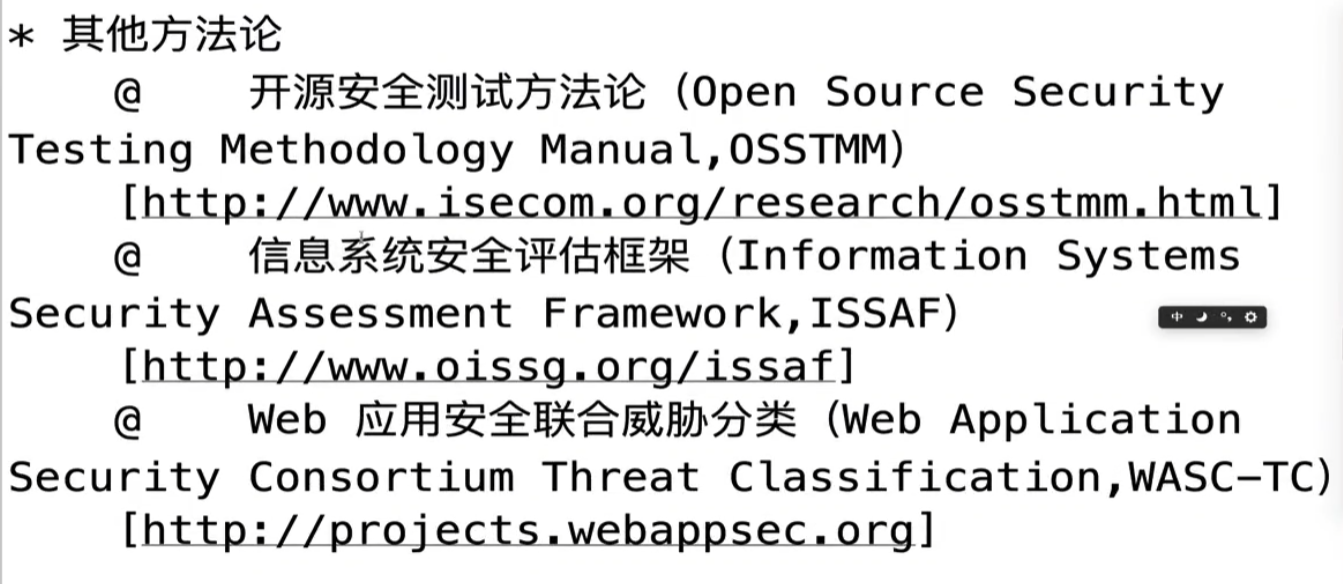 * 其他方法论
@ 开源安全测试方法论（Open Source Security
Testing Methodology Manual,OSSTMM)
[http://www.isecom.org/research/osstmm.html]
@ 信息系统安全评估框架（Information Systems
Security Assessment Framework,ISSAF)
中
[http://www.oissg.org/issaf]
@ Web 应用安全联合威胁分类（Web Application
Security Consortium Threat Classification,WASC-TC)
[http://projects.webappsec.org]